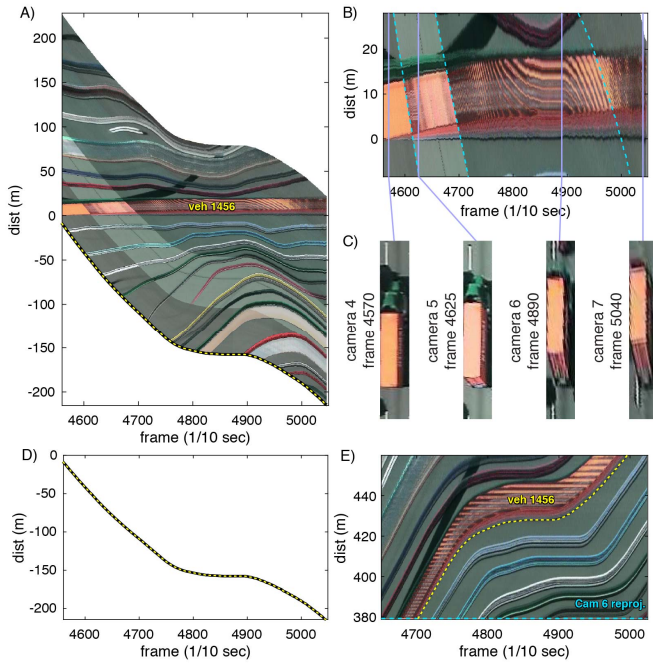 A)
200
150
100
50
0
-50
-100
-150
-200
dist (m)
veh 1456
4600 4700 4800 4900 5000
frame (1/10 sec)
B)
20
10
0
dist (m)
4600 4700 4800 4900 5000
frame (1/10 sec)
C)
camera 4
frame 4570
camera 5
frame 4625
camera 6
frame 4890
camera 7
frame 5040
D)
0
-50
-100
-150
-200
dist (m)
4600 4700 4800 4900 5000
frame (1/10 sec)
E)
440
420
400
380
dist (m)
veh 1456
Cam 6 reproj.
4700 4800 4900 5000
frame (1/10 sec)